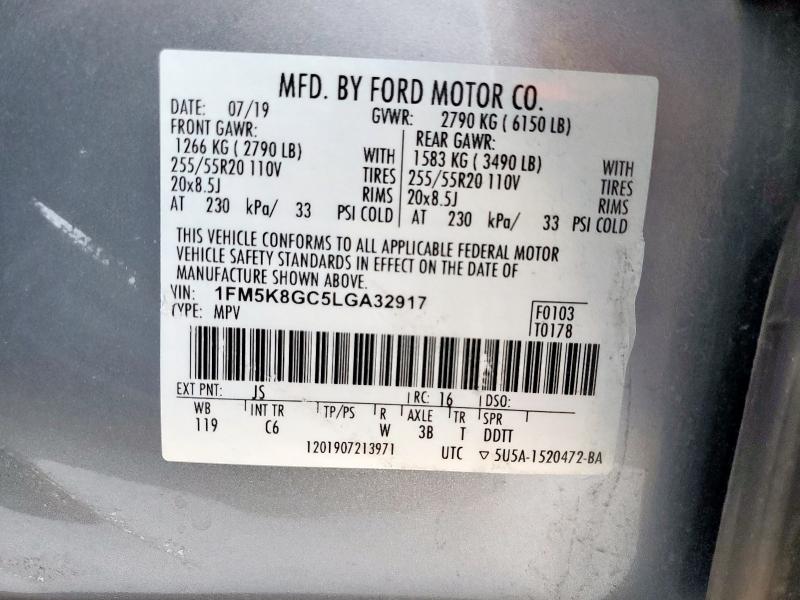 MFD. BY FORD MOTOR CO.
DATE: 07/19 GVWR: 2790 KG ( 6150 LB)
FRONT GAWR: REAR GAWR:
1266 KG ( 2790 LB) WITH 1583 KG ( 3490 LB) WITH
255/55R20 110V TIRES 255/55R20 110V TIRES
20x8.5J RIMS 20x8.5J RIMS
AT 230 kPa/ 33 PSI COLD AT 230 kPa/ 33 PSI COLD
THIS VEHICLE CONFORMS TO ALL APPLICABLE FEDERAL MOTOR
VEHICLE SAFETY STANDARDS IN EFFECT ON THE DATE OF
MANUFACTURE SHOWN ABOVE.
VIN: 1FM5K8GC5LGA32917 F0103
TYPE: MPV T0178
EXT PNT: JS RC: 16 DSO:
WB INT TR TP/PS R AXLE TR SPR
119 C6 W 3B T DDTT
1201907213971 UTC ▽ 5U5A-1520472-BA